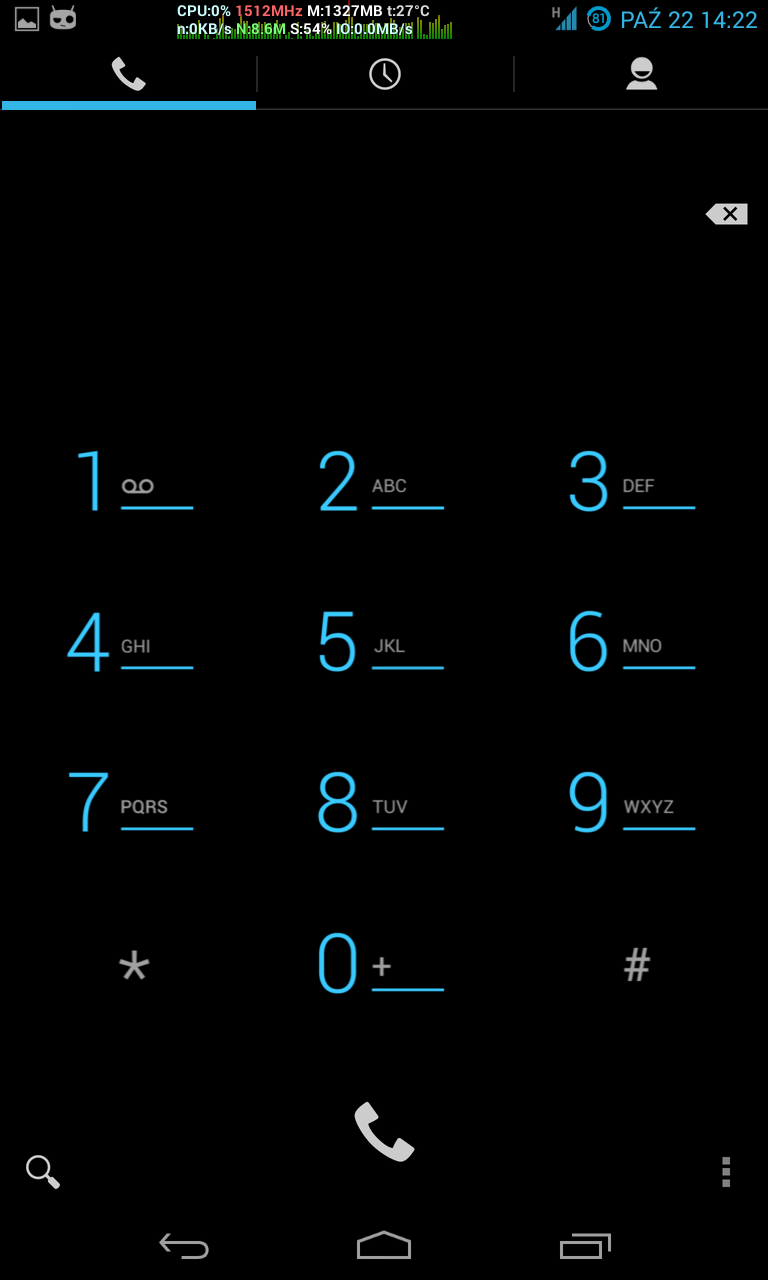 CPU:0% 1512MHz M:1327MB t:27°C
n:0KB/s N:8.6M S:54% IO:0.0MB/s
H 81 PAŹ 22 14:22
1 2 ABC 3 DEF
4 GHI 5 JKL 6 MNO
7 PQRS 8 TUV 9 WXYZ
* 0 + #